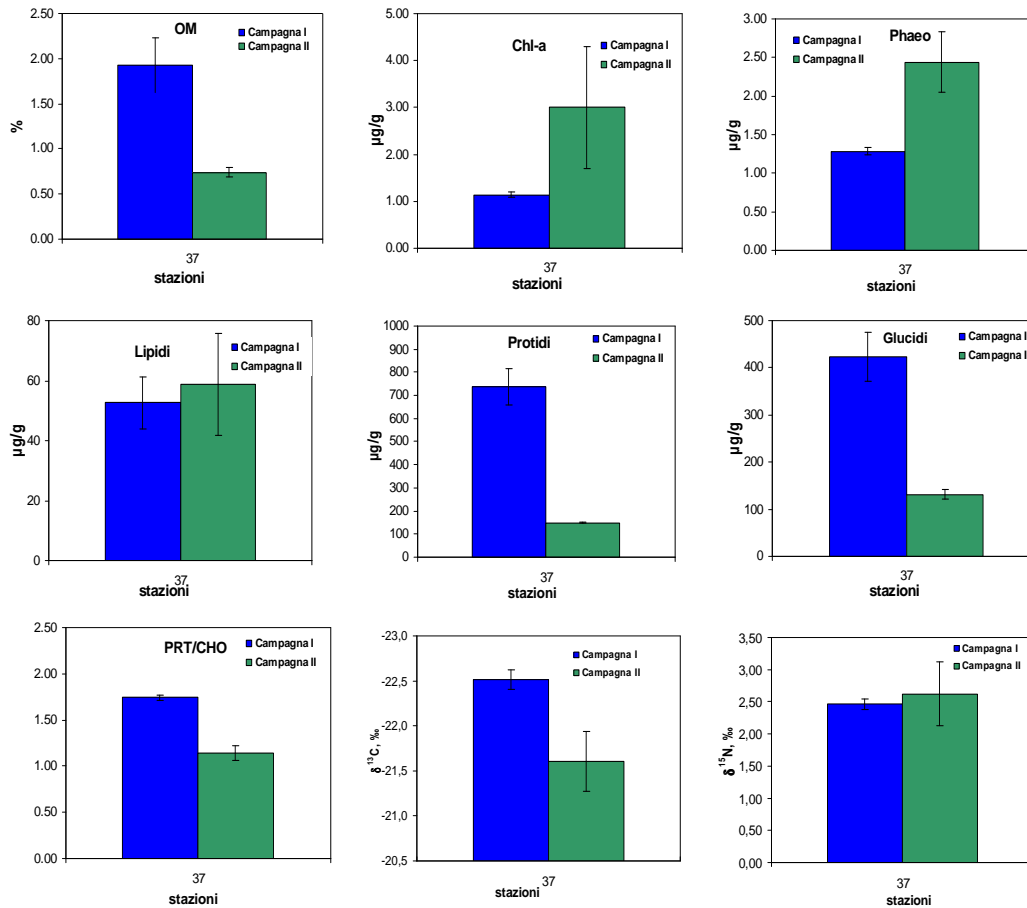 OM
Campagna I
Campagna II
%
2.50
2.00
1.50
1.00
0.50
0.00
37
stazioni
Chl-a
Campagna I
Campagna II
µg/g
5.00
4.00
3.00
2.00
1.00
0.00
37
stazioni
Phaeo
Campagna I
Campagna II
µg/g
3.00
2.50
2.00
1.50
1.00
0.50
0.00
37
stazioni
Lipidi
Campagna I
Campagna II
µg/g
80
60
40
20
0
37
stazioni
Protidi
Campagna I
Campagna II
µg/g
1000
900
800
700
600
500
400
300
200
100
0
37
stazioni
Glucidi
Campagna I
Campagna I
µg/g
500
400
300
200
100
0
37
stazioni
PRT/CHO
Campagna I
Campagna II
2.50
2.00
1.50
1.00
0.50
0.00
37
stazioni
Campagna I
Campagna II
δ¹³C, ‰
-23,0
-22,5
-22,0
-21,5
-21,0
-20,5
37
stazioni
Campagna I
Campagna II
δ¹⁵N, ‰
3,50
3,00
2,50
2,00
1,50
1,00
0,50
0,00
37
stazioni